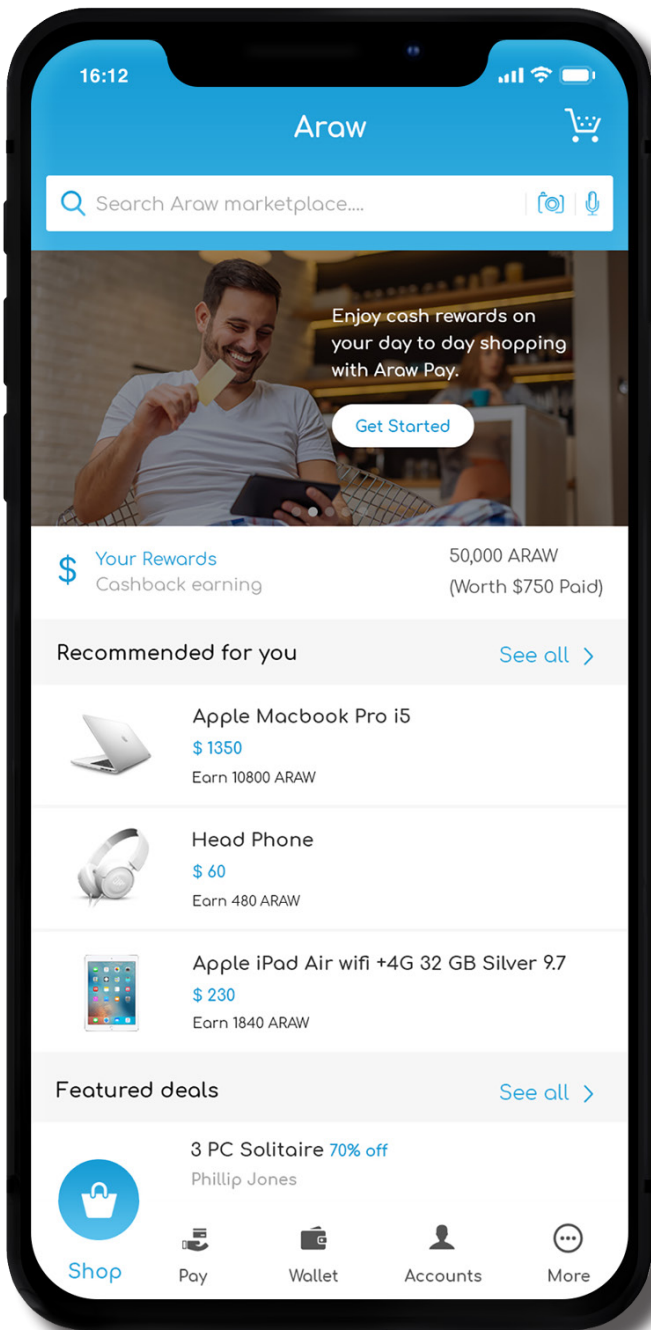 16:12
Araw
Search Araw marketplace....
Enjoy cash rewards on
your day to day shopping
with Araw Pay.
Get Started
$ Your Rewards
Cashback earning
50,000 ARAW
(Worth $750 Paid)
Recommended for you
See all >
Apple Macbook Pro i5
$ 1350
Earn 10800 ARAW
Head Phone
$ 60
Earn 480 ARAW
Apple iPad Air wifi +4G 32 GB Silver 9.7
$ 230
Earn 1840 ARAW
Featured deals
See all >
3 PC Solitaire 70% off
Phillip Jones
Shop
Pay
Wallet
Accounts
More